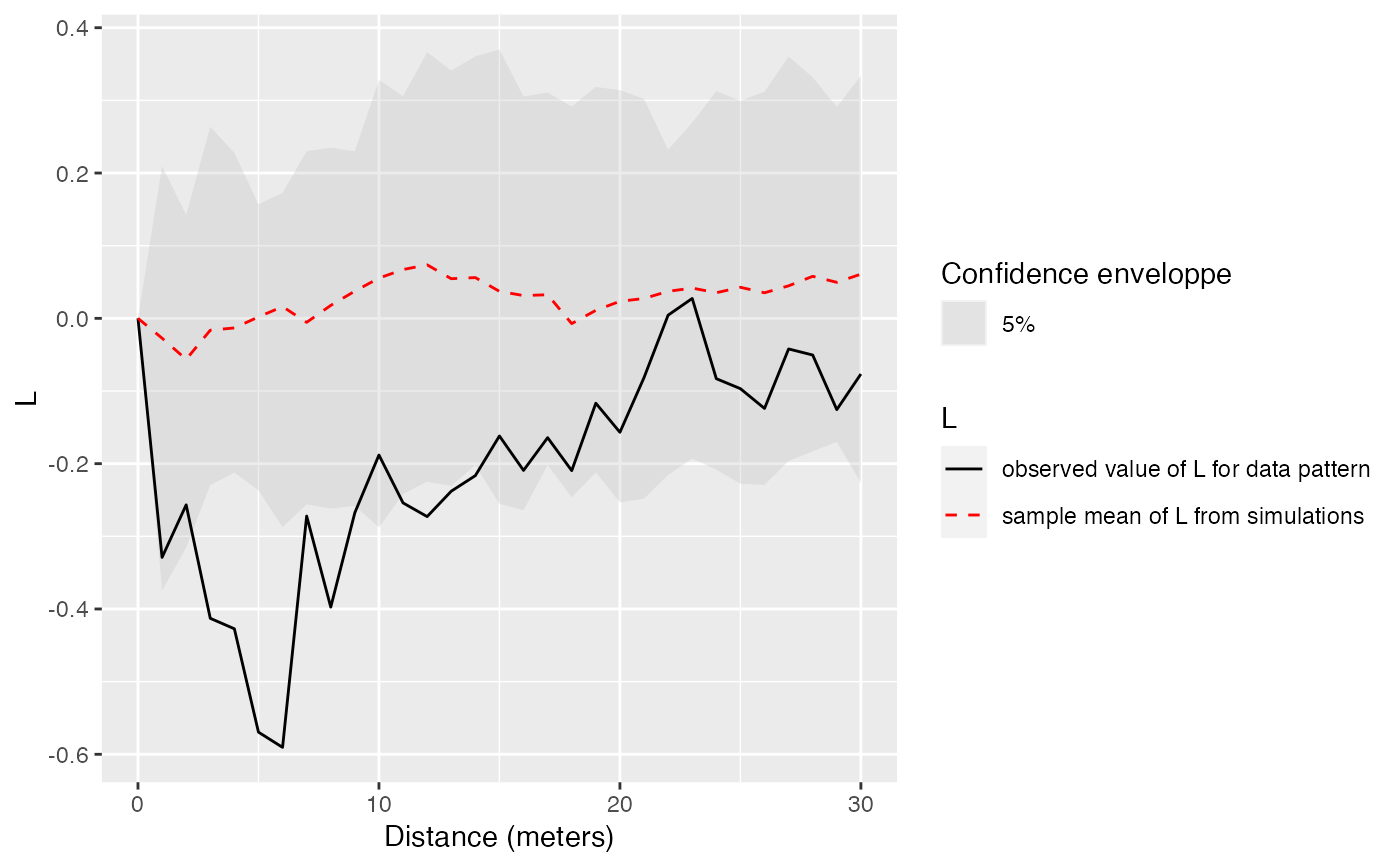 0.4
0.2
0.0
-0.2
-0.4
-0.6
L
0
10
20
30
Distance (meters)
Confidence enveloppe
5%
L
observed value of L for data pattern
sample mean of L from simulations